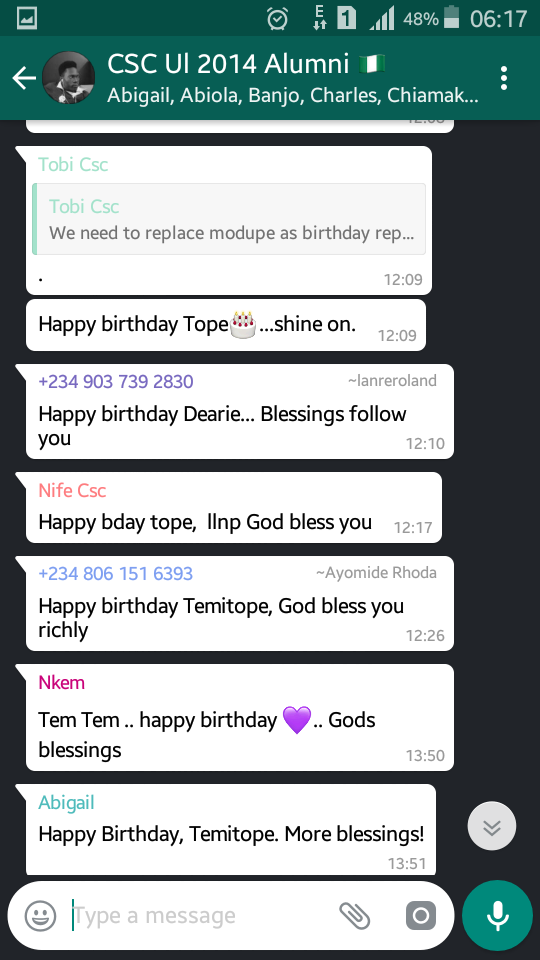 E 1 48% 06:17
CSC UI 2014 Alumni 🇳🇬
Abigail, Abiola, Banjo, Charles, Chiamak...
Tobi Csc
Tobi Csc
We need to replace modupe as birthday rep...
. 12:09
Happy birthday Tope🎂...shine on. 12:09
+234 903 739 2830 ~lanreroland
Happy birthday Dearie... Blessings follow
you 12:10
Nife Csc
Happy bday tope, llnp God bless you 12:17
+234 806 151 6393 ~Ayomide Rhoda
Happy birthday Temitope, God bless you
richly 12:26
Nkem
Tem Tem .. happy birthday 💜.. Gods
blessings 13:50
Abigail
Happy Birthday, Temitope. More blessings!
13:51
Type a message